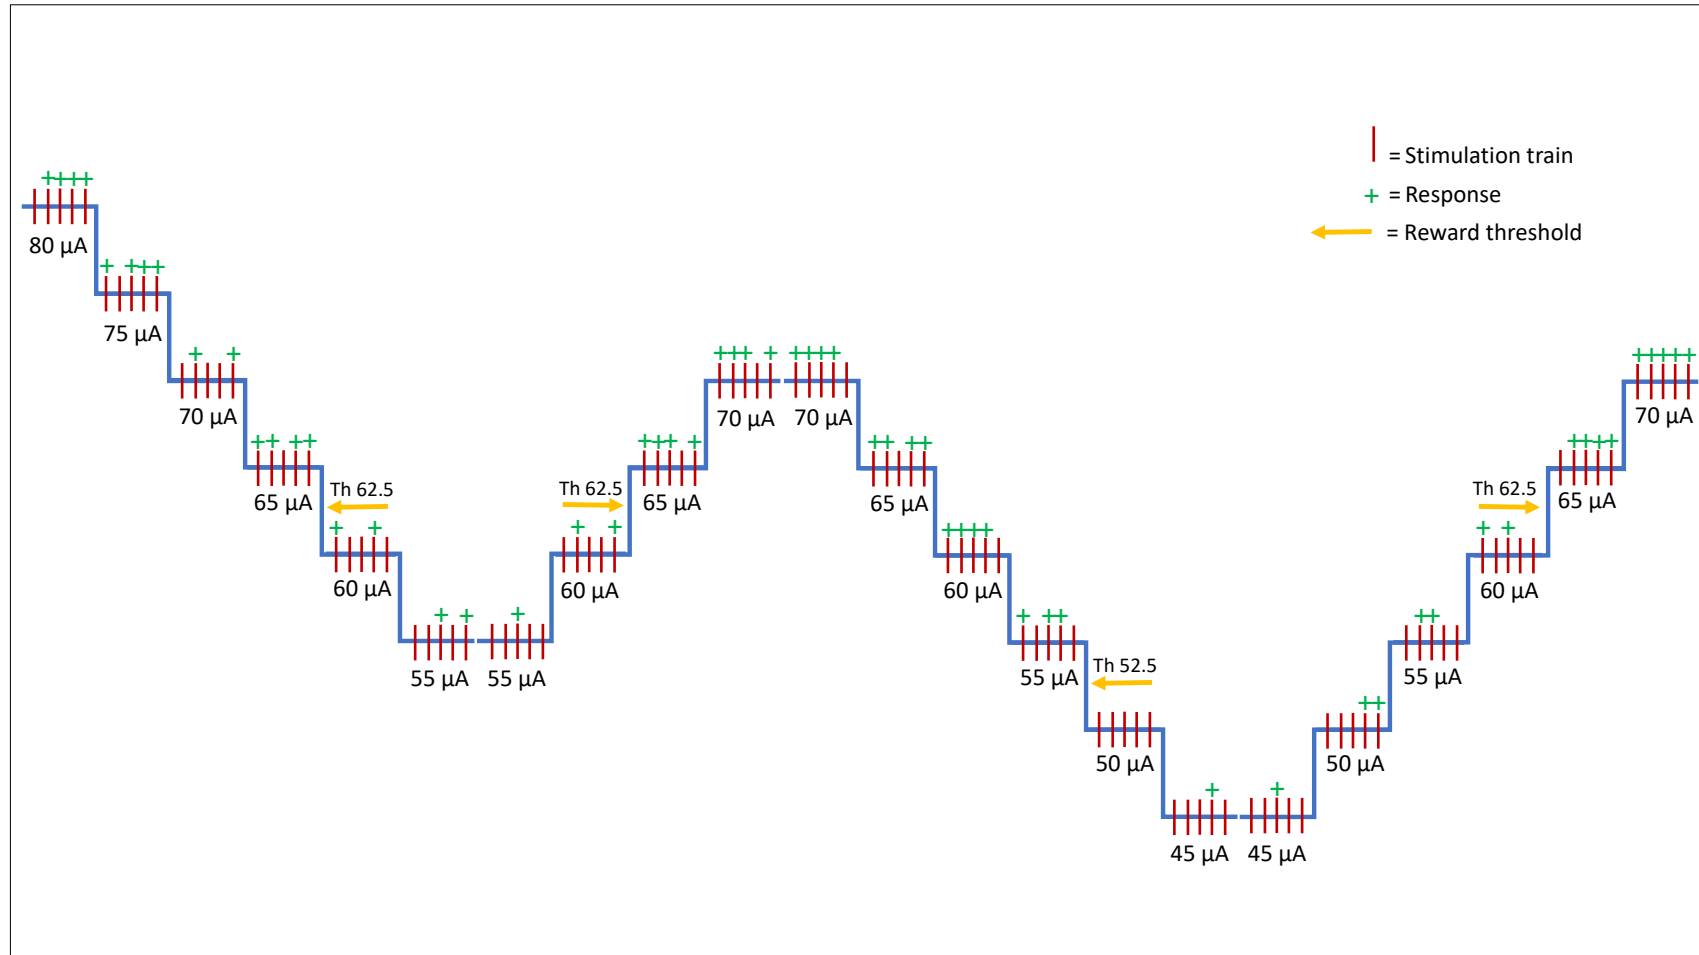 = Stimulation train
+ = Response
= Reward threshold
80 µA
75 µA
70 µA
65 µA
Th 62.5
60 µA
55 µA
55 µA
Th 62.5
60 µA
65 µA
70 µA
70 µA
65 µA
60 µA
55 µA
Th 52.5
50 µA
45 µA
45 µA
50 µA
55 µA
Th 62.5
60 µA
65 µA
70 µA